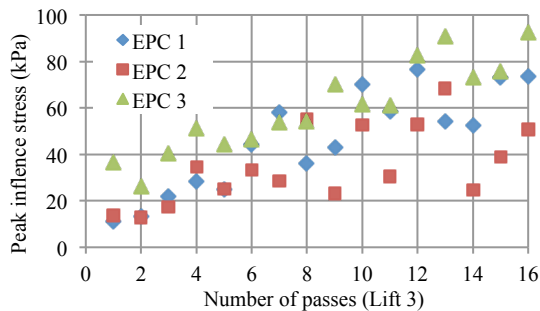 Peak inflence stress (kPa)
100
80
60
40
20
0
EPC 1
EPC 2
EPC 3
0 2 4 6 8 10 12 14 16
Number of passes (Lift 3)